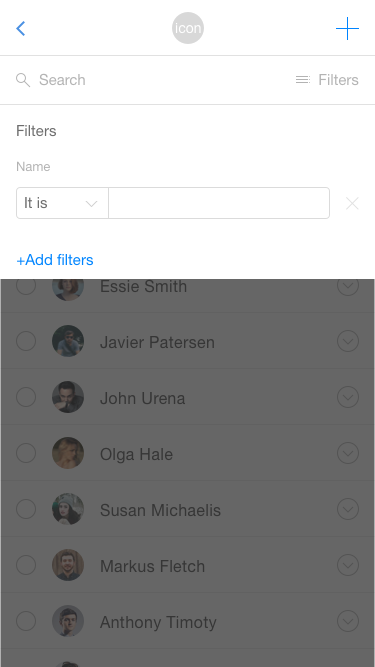 icon
Search
Filters
Filters
Name
It is
+Add filters
Essie Smith
Javier Patersen
John Urena
Olga Hale
Susan Michaelis
Markus Fletch
Anthony Timoty